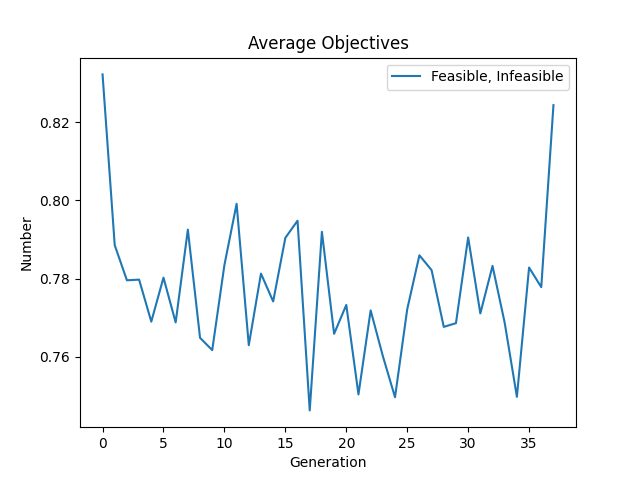 Average Objectives
Feasible, Infeasible
Number
0.82
0.80
0.78
0.76
0 5 10 15 20 25 30 35
Generation